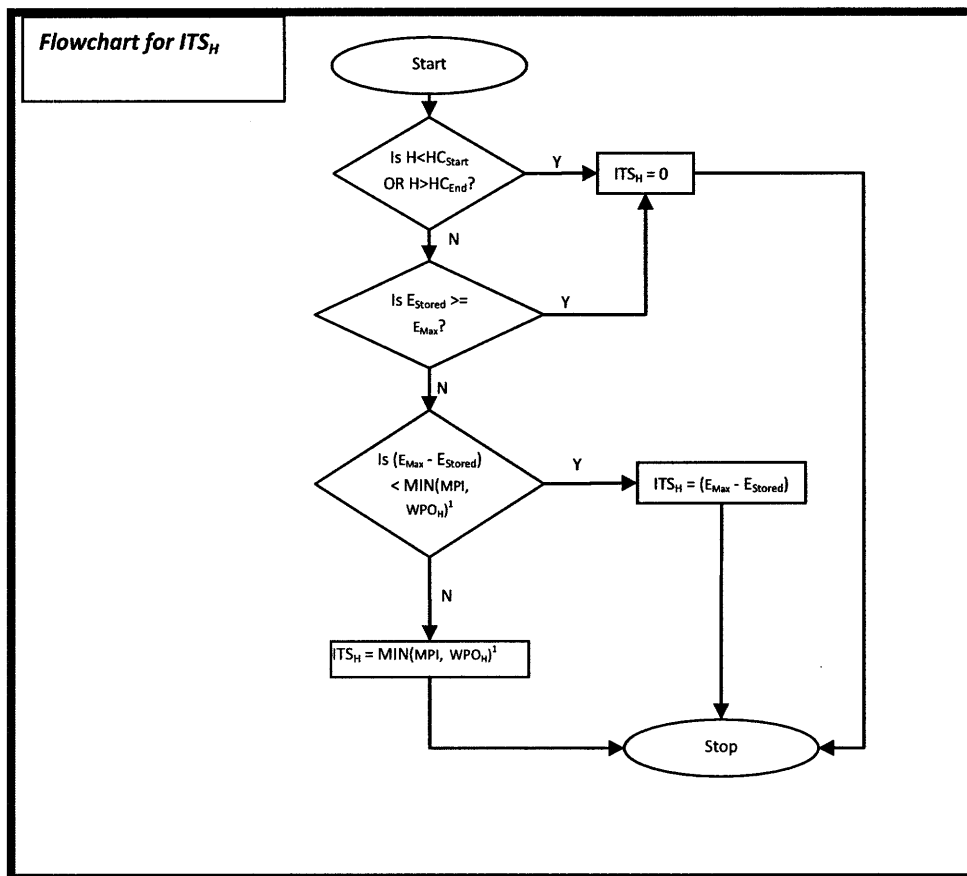 Flowchart for ITS_H
Start
Is H<HC_Start
OR H>HC_End?
Y
ITS_H = 0
N
Is E_Stored >=
E_Max?
Y
N
Is (E_Max - E_Stored)
< MIN(MPI,
WPO_H)¹
Y
ITS_H = (E_Max - E_Stored)
N
ITS_H = MIN(MPI, WPO_H)¹
Stop